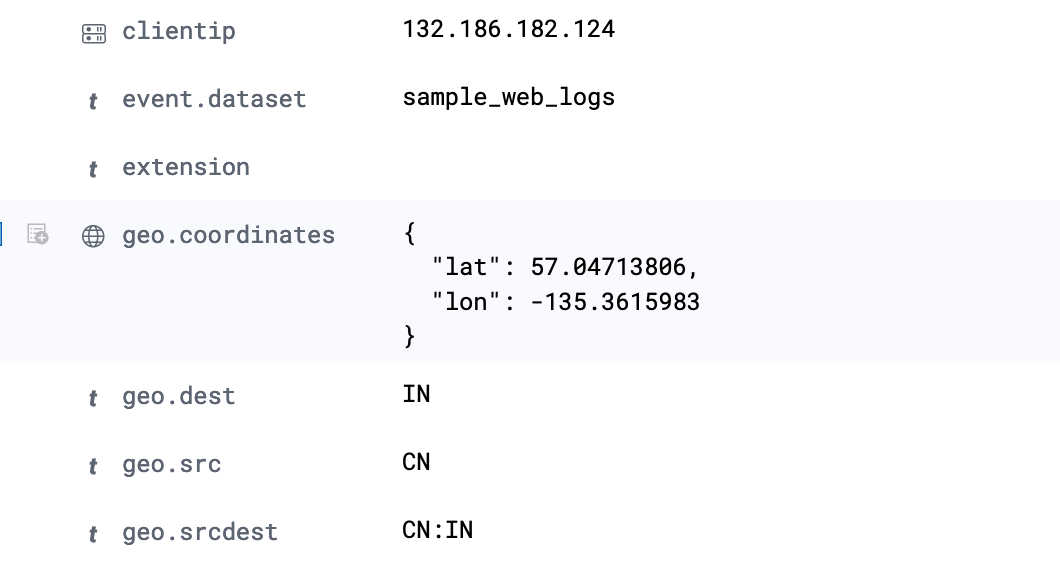 clientip 132.186.182.124
t event.dataset sample_web_logs
t extension
geo.coordinates {
"lat": 57.04713806,
"lon": -135.3615983
}
t geo.dest IN
t geo.src CN
t geo.srcdest CN:IN